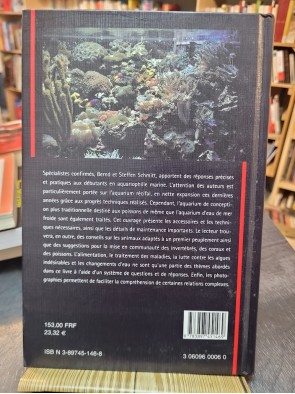 Spécialistes confirmés, Bernd et Steffen Schmitt, apportent des réponses précises
et pratiques aux débutants en aquariophilie marine. L'attention des auteurs est
particulièrement portée sur l'aquarium récifal, en nette expansion ces dernières
années grâce aux progrès techniques réalisés. Cependant, l'aquarium de concepti-
on plus traditionnelle destiné aux poissons de même que l'aquarium d'eau de mer
froide sont également traités. Cet ouvrage présente les accessoires et les techni-
ques nécessaires, ainsi que les détails de maintenance importants. Le lecteur trou-
vera, en outre, des conseils sur les animaux adaptés à un premier peuplement ainsi
que des suggestions pour la mise en communauté des invertébrés, des coraux et
des poissons. L'alimentation, le traitement des maladies, la lutte contre les algues
indésirables et les changements d'eau ne sont qu'une partie des thèmes abordés
dans ce livre à l'aide d'un système de questions et de réponses. Enfin, les photo-
graphies permettent de faciliter la compréhension de certaines relations complexes.
153,00 FRF
23,32 €
ISBN 3-89745-146-8
3 06096 0006 0